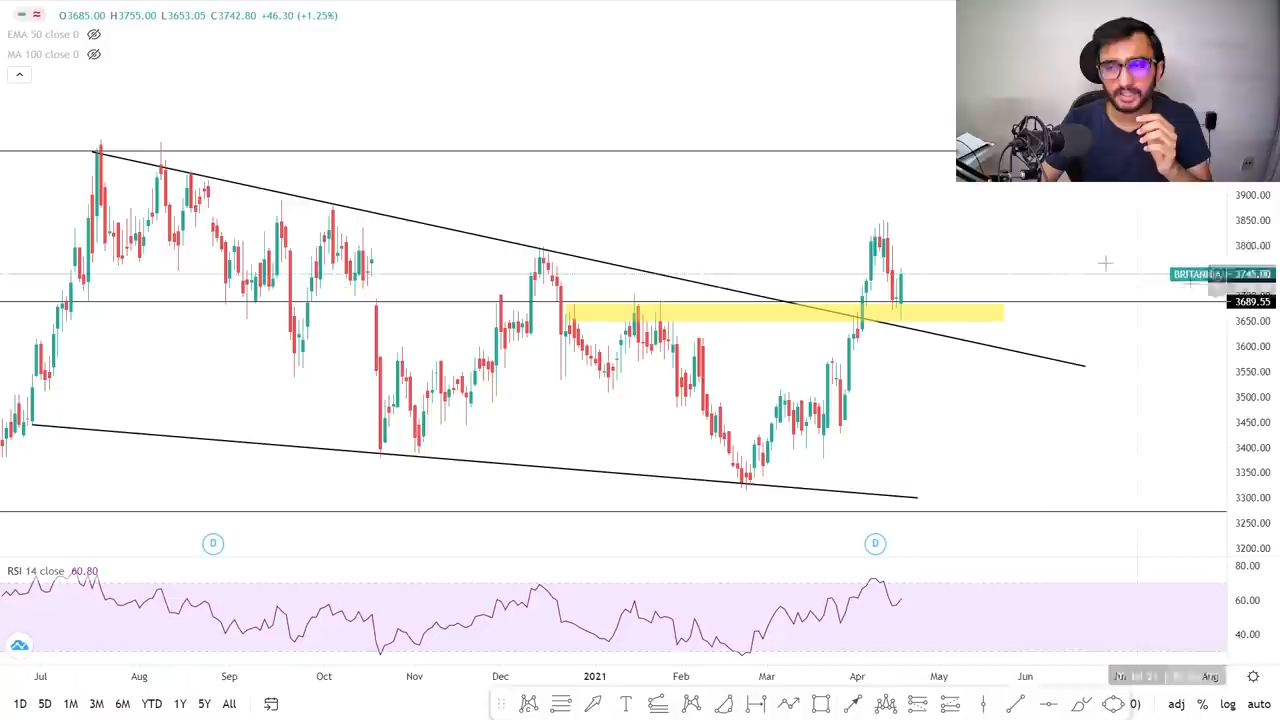 O3685.00 H3755.00 L3653.05 C3742.80 +46.30 (+1.25%)
EMA 50 close 0
MA 100 close 0
3900.00
3850.00
3800.00
3689.55
3650.00
3600.00
3550.00
3500.00
3450.00
3400.00
3350.00
3300.00
3250.00
3200.00
D D
RSI 14 close 60.80
80.00
60.00
40.00
Jul Aug Sep Oct Nov Dec 2021 Feb Mar Apr May Jun Aug
1D 5D 1M 3M 6M YTD 1Y 5Y All T 0) adj % log auto